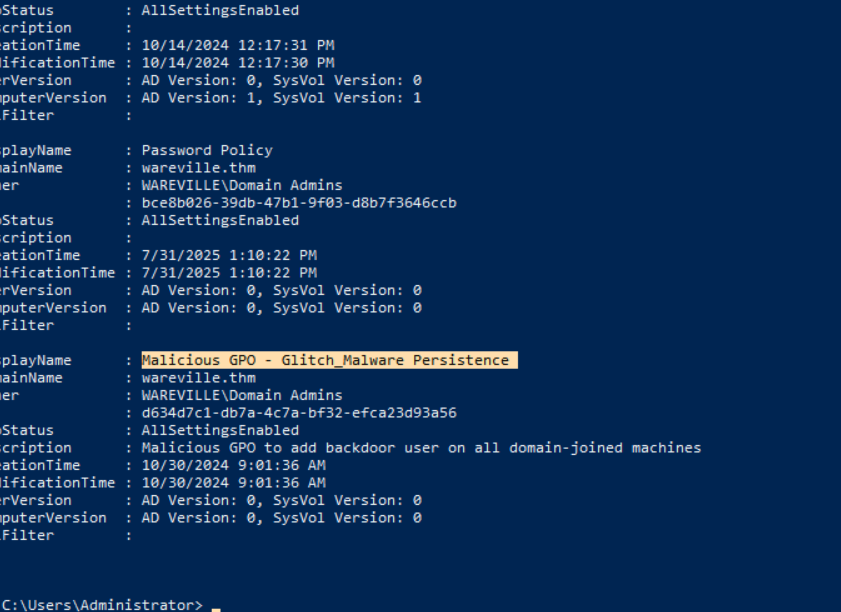 oStatus : AllSettingsEnabled
cription :
eationTime : 10/14/2024 12:17:31 PM
dificationTime : 10/14/2024 12:17:30 PM
erVersion : AD Version: 0, SysVol Version: 0
mputerVersion : AD Version: 1, SysVol Version: 1
iFilter :
splayName : Password Policy
mainName : wareville.thm
ner : WAREVILLE\Domain Admins
: bce8b026-39db-47b1-9f03-d8b7f3646ccb
oStatus : AllSettingsEnabled
cription :
eationTime : 7/31/2025 1:10:22 PM
dificationTime : 7/31/2025 1:10:22 PM
erVersion : AD Version: 0, SysVol Version: 0
mputerVersion : AD Version: 0, SysVol Version: 0
iFilter :
splayName : Malicious GPO - Glitch_Malware Persistence
mainName : wareville.thm
ner : WAREVILLE\Domain Admins
: d634d7c1-db7a-4c7a-bf32-efca23d93a56
oStatus : AllSettingsEnabled
cription : Malicious GPO to add backdoor user on all domain-joined machines
eationTime : 10/30/2024 9:01:36 AM
dificationTime : 10/30/2024 9:01:36 AM
erVersion : AD Version: 0, SysVol Version: 0
mputerVersion : AD Version: 0, SysVol Version: 0
iFilter :
C:\Users\Administrator> _